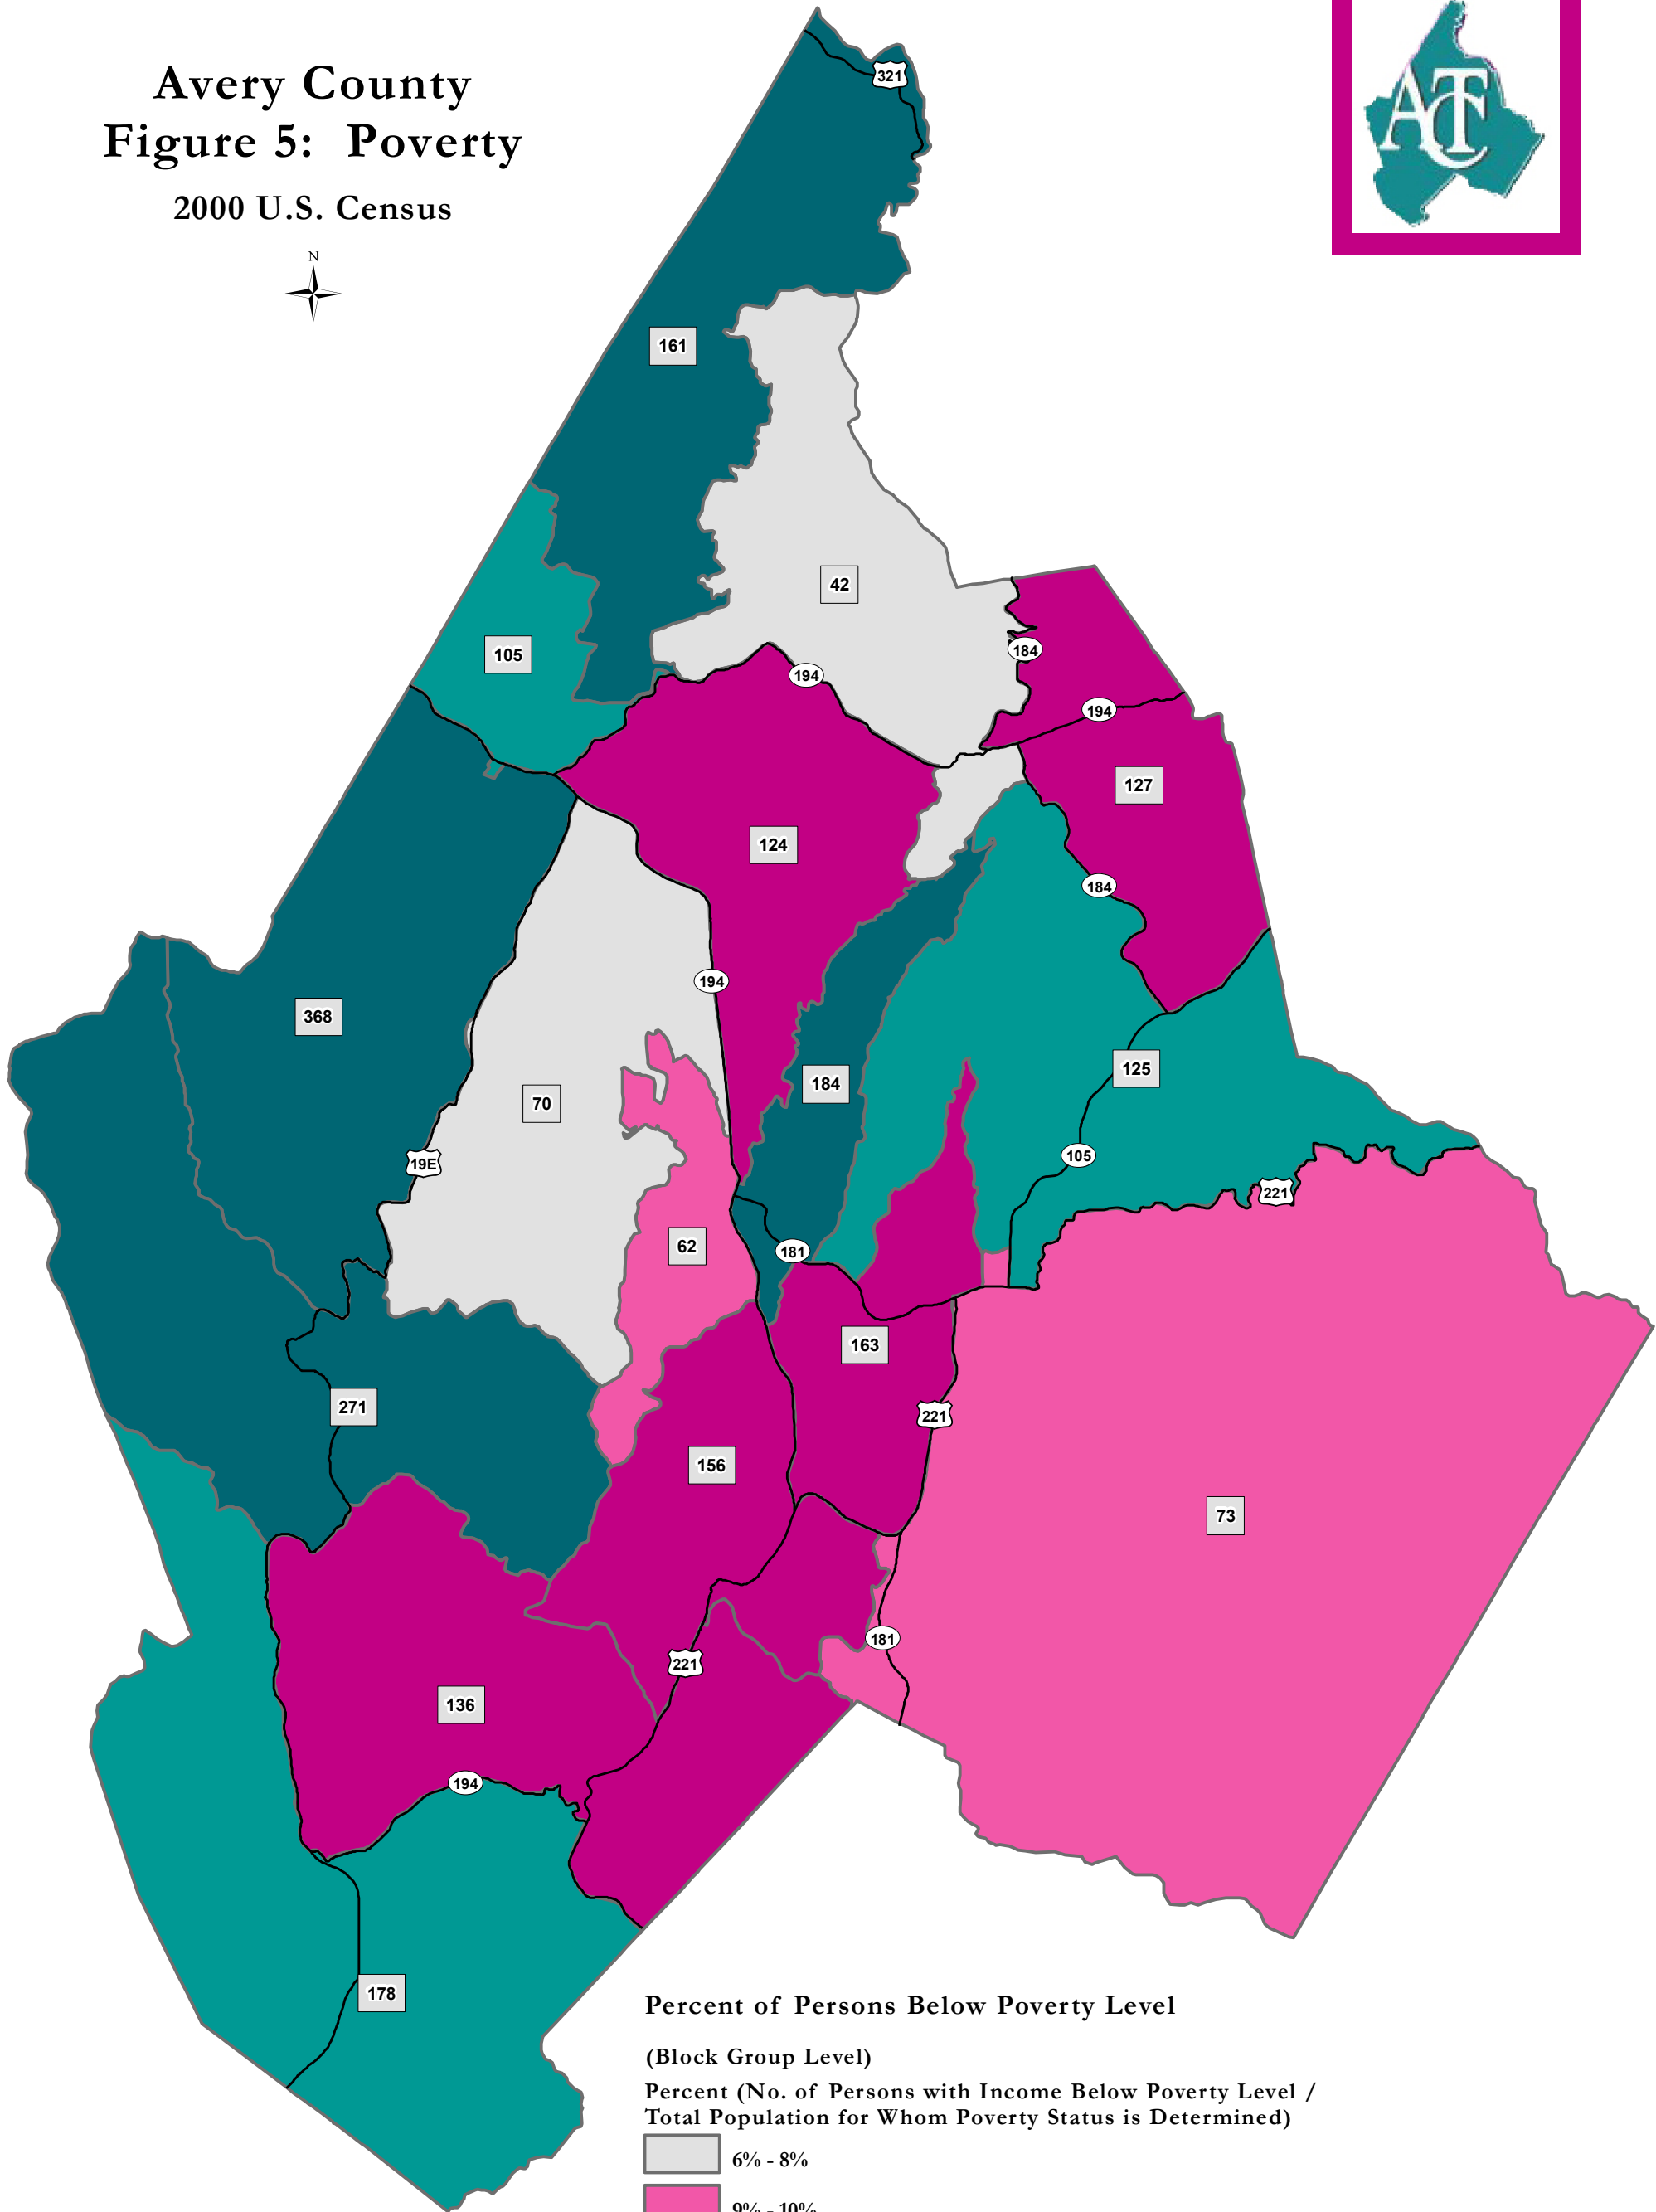 Avery County
Figure 5: Poverty
2000 U.S. Census
N
ACT
321
161
42
105
184
194
194
127
124
184
194
368
125
184
70
19E
105
221
62
181
163
271
221
156
73
181
221
136
194
178
Percent of Persons Below Poverty Level
(Block Group Level)
Percent (No. of Persons with Income Below Poverty Level /
Total Population for Whom Poverty Status is Determined)
6% - 8%
9% - 10%